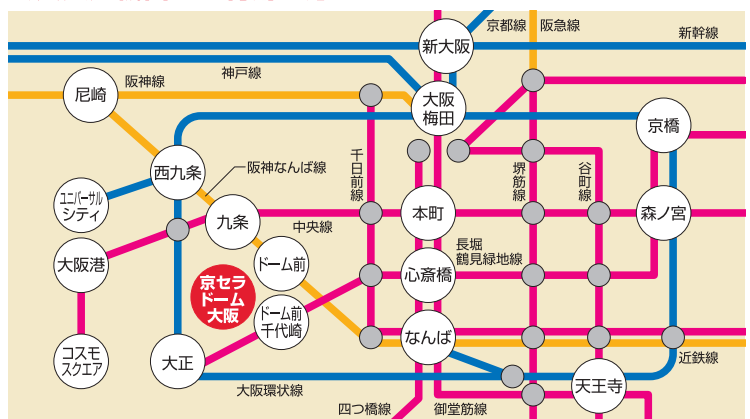 京都線
阪急線
新幹線
新大阪
神戸線
阪神線
尼崎
大阪
梅田
京橋
西九条
阪神なんば線
千日前線
堺筋線
谷町線
ユニバーサル
シティ
九条
中央線
本町
森ノ宮
大阪港
ドーム前
長堀
鶴見緑地線
心斎橋
京セラ
ドーム
大阪
ドーム前
千代崎
なんば
コスモ
スクエア
大正
近鉄線
天王寺
大阪環状線
四つ橋線
御堂筋線